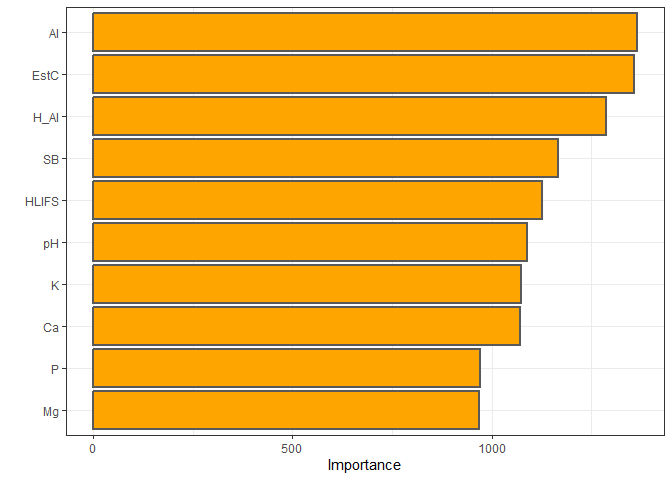 Al
EstC
H_Al
SB
HLIFS
pH
K
Ca
P
Mg
0 500 1000
Importance